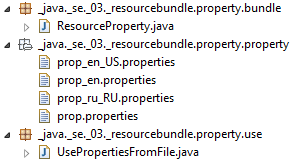 _java._se._03._resourcebundle.property.bundle
ResourceProperty.java
_java._se._03._resourcebundle.property.property
prop_en_US.properties
prop_en.properties
prop_ru_RU.properties
prop.properties
_java._se._03._resourcebundle.property.use
UsePropertiesFromFile.java